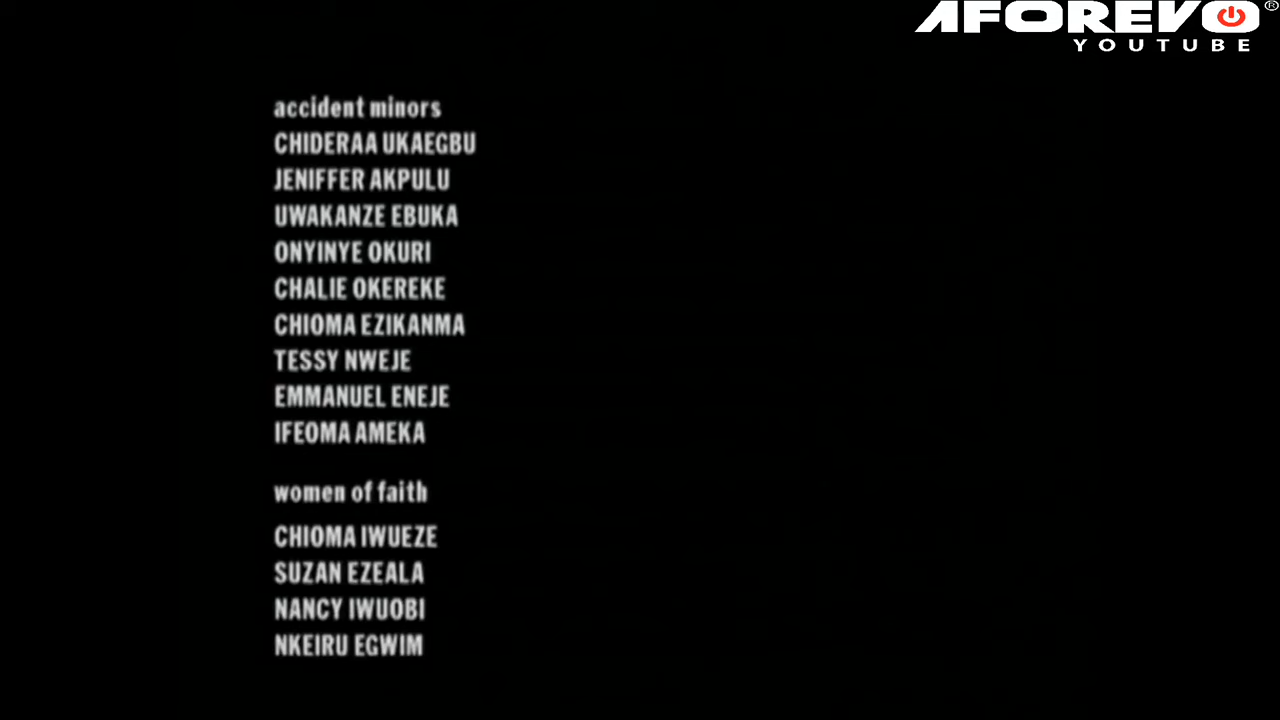 AFOREVO®
YOUTUBE
accident minors
CHIDERAA UKAEGBU
JENIFFER AKPULU
UWAKANZE EBUKA
ONYINYE OKURI
CHALIE OKEREKE
CHIOMA EZIKANMA
TESSY NWEJE
EMMANUEL ENEJE
IFEOMA AMEKA
women of faith
CHIOMA IWUEZE
SUZAN EZEALA
NANCY IWUOBI
NKEIRU EGWIM